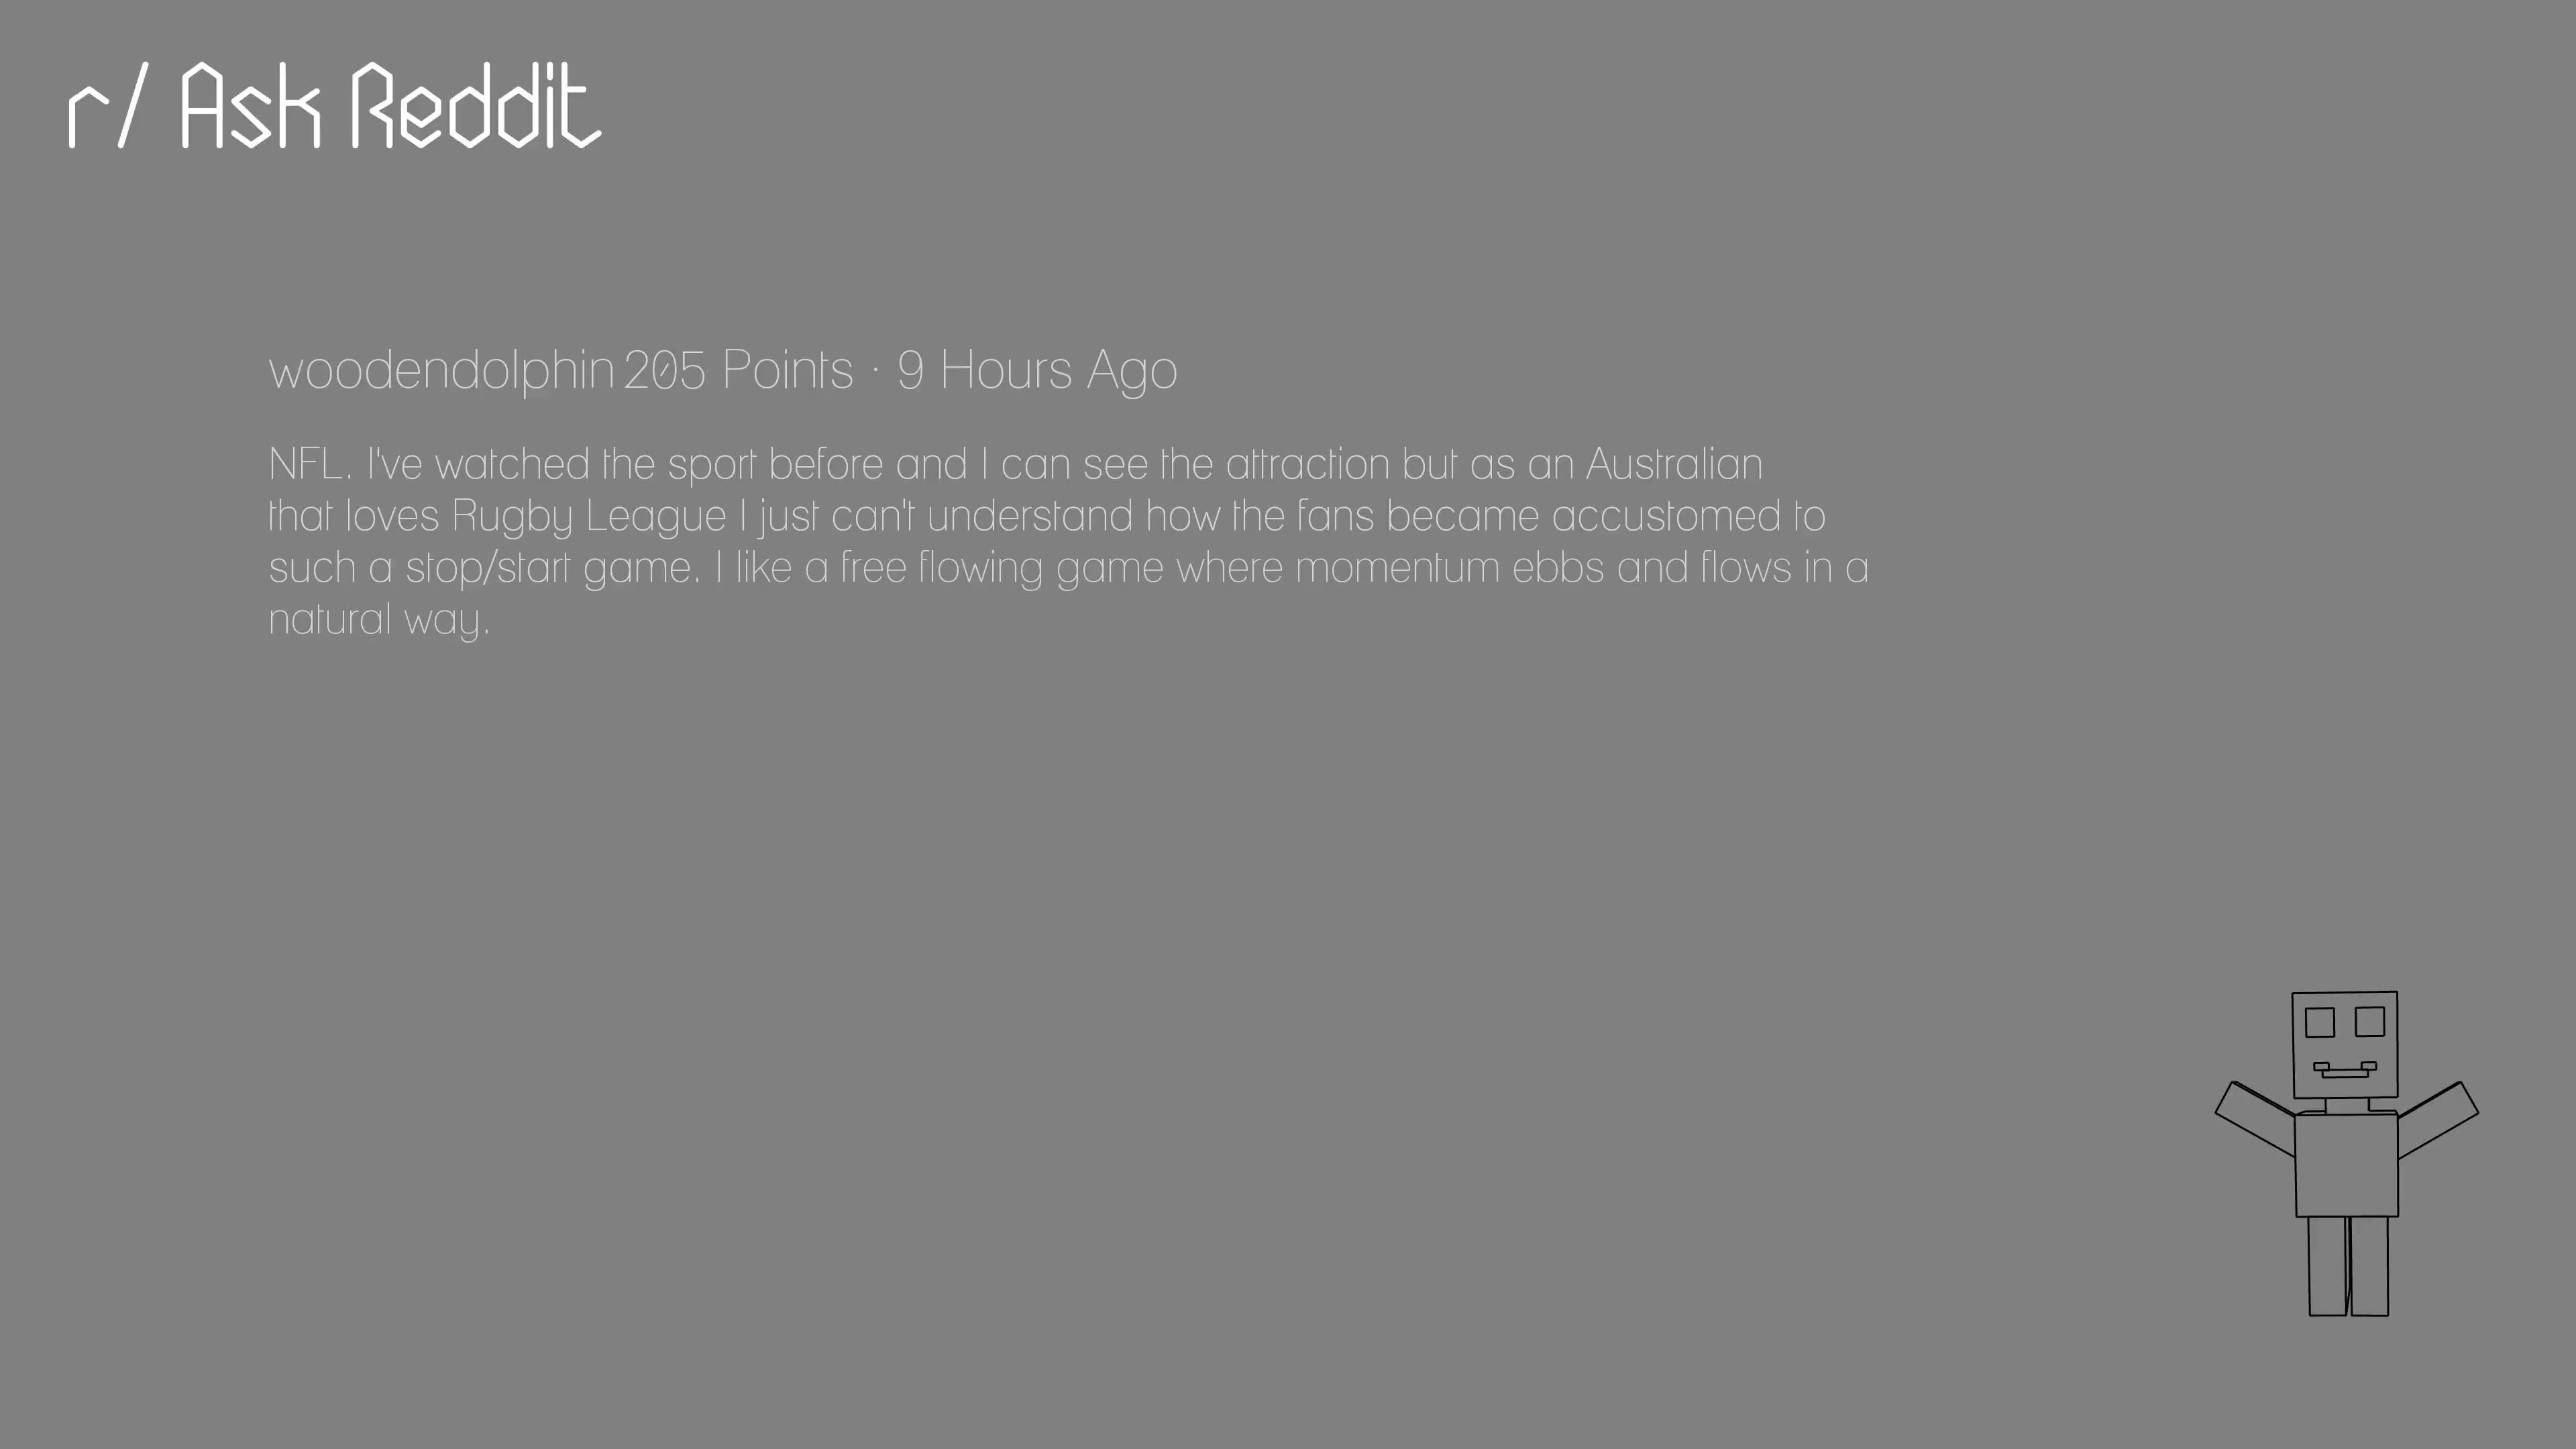 r/ Ask Reddit
woodendolphin 205 Points · 9 Hours Ago
NFL. I've watched the sport before and I can see the attraction but as an Australian
that loves Rugby League I just can't understand how the fans became accustomed to
such a stop/start game. I like a free flowing game where momentum ebbs and flows in a
natural way.